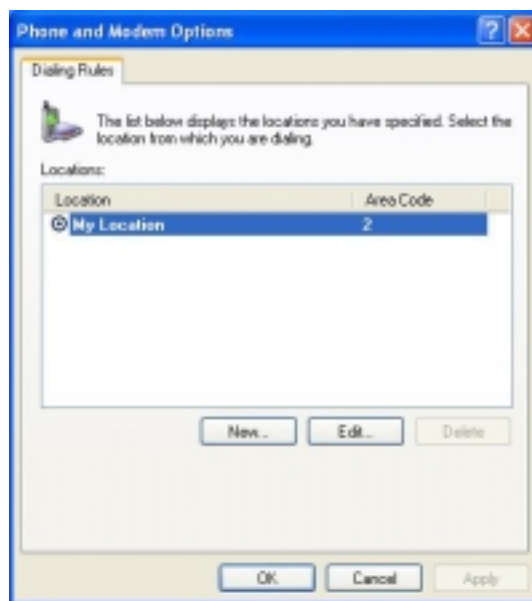 Phone and Modem Options
Dialing Rules
The list below displays the locations you have specified. Select the
location from which you are dialing.
Locations:
Location Area Code
My Location 2
New... Edit... Delete
OK Cancel Apply